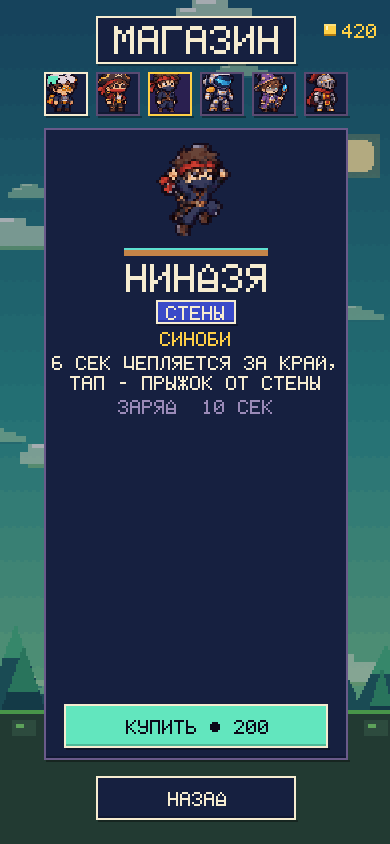 МАГАЗИН
420
НИНДЗЯ
СТЕНЫ
СИНОБИ
6 СЕК ЦЕПЛЯЕТСЯ ЗА КРАЙ,
ТАП - ПРЫЖОК ОТ СТЕНЫ
ЗАРЯД 10 СЕК
КУПИТЬ ● 200
НАЗАД